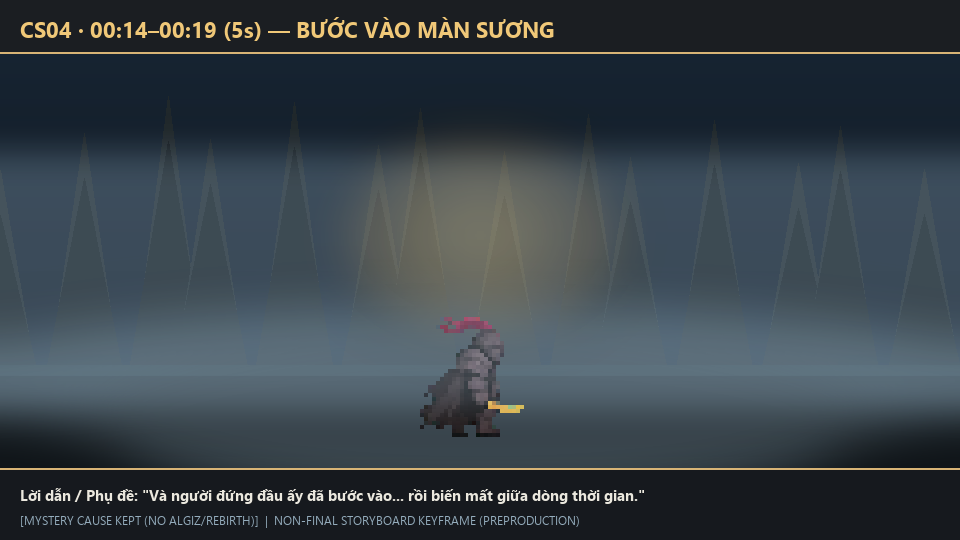 CS04 · 00:14–00:19 (5s) — BƯỚC VÀO MÀN SƯƠNG
Lời dẫn / Phụ đề: "Và người đứng đầu ấy đã bước vào... rồi biến mất giữa dòng thời gian."
[MYSTERY CAUSE KEPT (NO ALGIZ/REBIRTH)] | NON-FINAL STORYBOARD KEYFRAME (PREPRODUCTION)